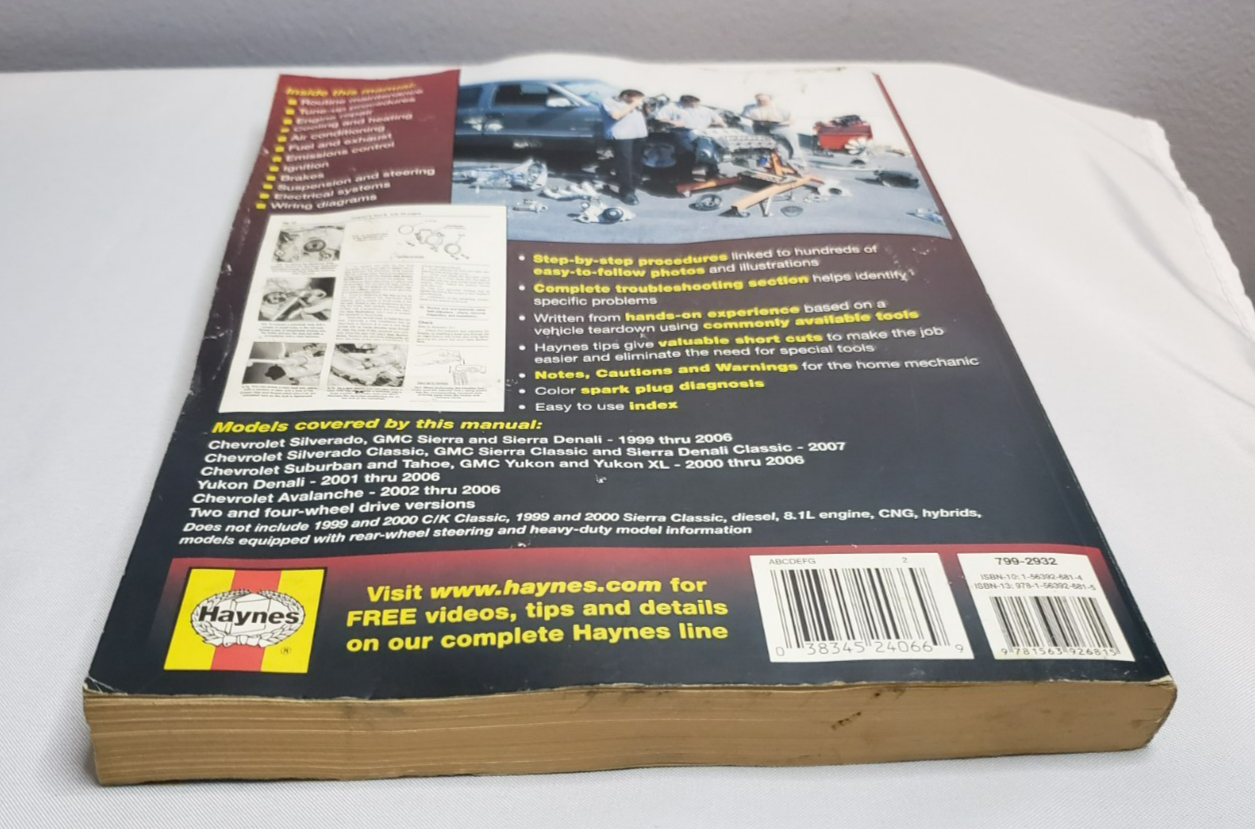 Inside this manual:
Routine maintenance
Tune-up procedures
Engine repair
Cooling and heating
Air conditioning
Fuel and exhaust
Emissions control
Ignition
Brakes
Suspension and steering
Electrical systems
Wiring diagrams
• Step-by-step procedures linked to hundreds of
easy-to-follow photos and illustrations
• Complete troubleshooting section helps identify
specific problems
• Written from hands-on experience based on a
vehicle teardown using commonly available tools
• Haynes tips give valuable short cuts to make the job
easier and eliminate the need for special tools
• Notes, Cautions and Warnings for the home mechanic
• Color spark plug diagnosis
• Easy to use index
Models covered by this manual:
Chevrolet Silverado, GMC Sierra and Sierra Denali - 1999 thru 2006
Chevrolet Silverado Classic, GMC Sierra Classic and Sierra Denali Classic - 2007
Chevrolet Suburban and Tahoe, GMC Yukon and Yukon XL - 2000 thru 2006
Yukon Denali - 2001 thru 2006
Chevrolet Avalanche - 2002 thru 2006
Two and four-wheel drive versions
Does not include 1999 and 2000 C/K Classic, 1999 and 2000 Sierra Classic, diesel, 8.1L engine, CNG, hybrids,
models equipped with rear-wheel steering and heavy-duty model information
Haynes
®
Visit www.haynes.com for
FREE videos, tips and details
on our complete Haynes line
ABCDEFG 2
0 38345 24066 9
799-2932
ISBN-10: 1-56392-681-4
ISBN-13: 978-1-56392-681-5
9 781563 926815